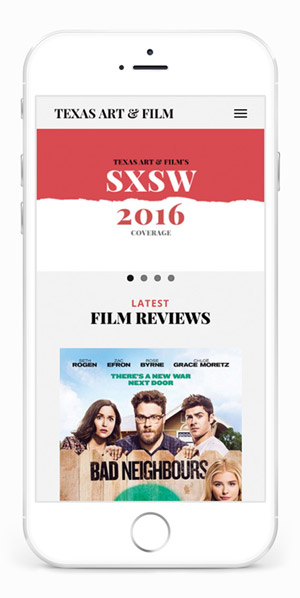 TEXAS ART & FILM
TEXAS ART & FILM'S
SXSW
2016
COVERAGE
LATEST
FILM REVIEWS
SETH ROGEN
ZAC EFRON
ROSE BYRNE
CHLOË GRACE MORETZ
THERE'S A NEW WAR
NEXT DOOR
BAD NEIGHBOURS